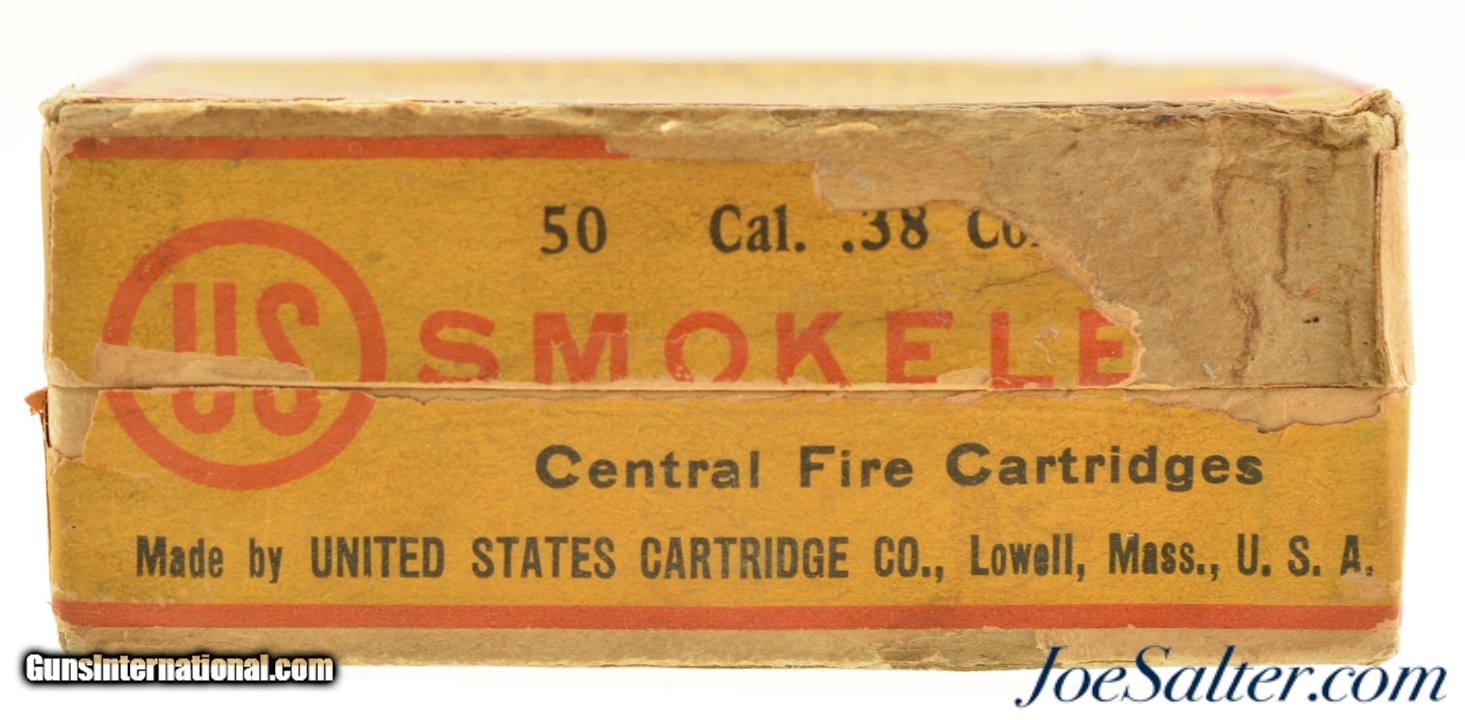 50 Cal. .38
US
SMOKELE
Central Fire Cartridges
Made by UNITED STATES CARTRIDGE CO., Lowell, Mass., U. S. A.
GunsInternational.com
JoeSalter.com